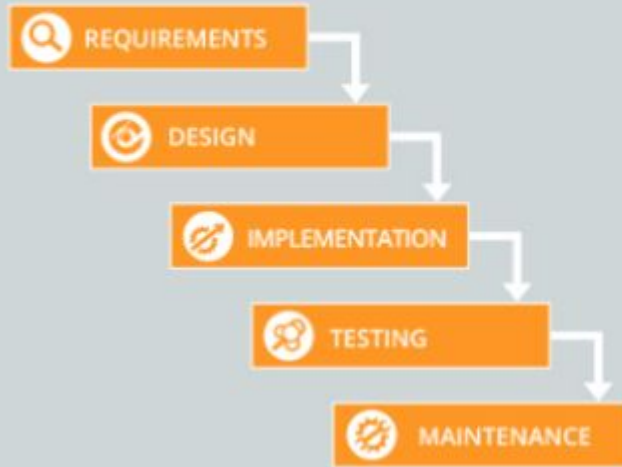 REQUIREMENTS
DESIGN
IMPLEMENTATION
TESTING
MAINTENANCE